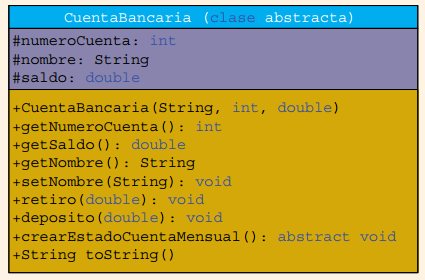 CuentaBancaria (clase abstracta)
#numeroCuenta: int
#nombre: String
#saldo: double
+CuentaBancaria(String, int, double)
+getNumeroCuenta(): int
+getSaldo(): double
+getNombre(): String
+setNombre(String): void
+retiro(double): void
+deposito(double): void
+crearEstadoCuentaMensual(): abstract void
+String toString()